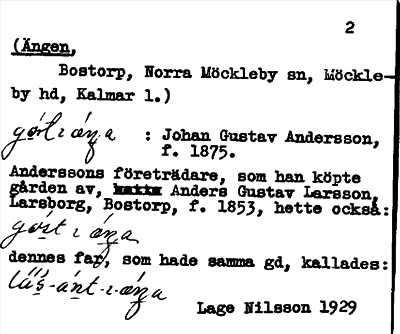 2
(Ängen,
Bostorp, Norra Möckleby sn, Möckle-
by hd, Kalmar l.)
: Johan Gustav Andersson,
f. 1875.
Anderssons företrädare, som han köpte
gården av, Anders Gustav Larsson,
Larsborg, Bostorp, f. 1853, hette också:
dennes far, som hade samma gd, kallades:
Lage Nilsson 1929